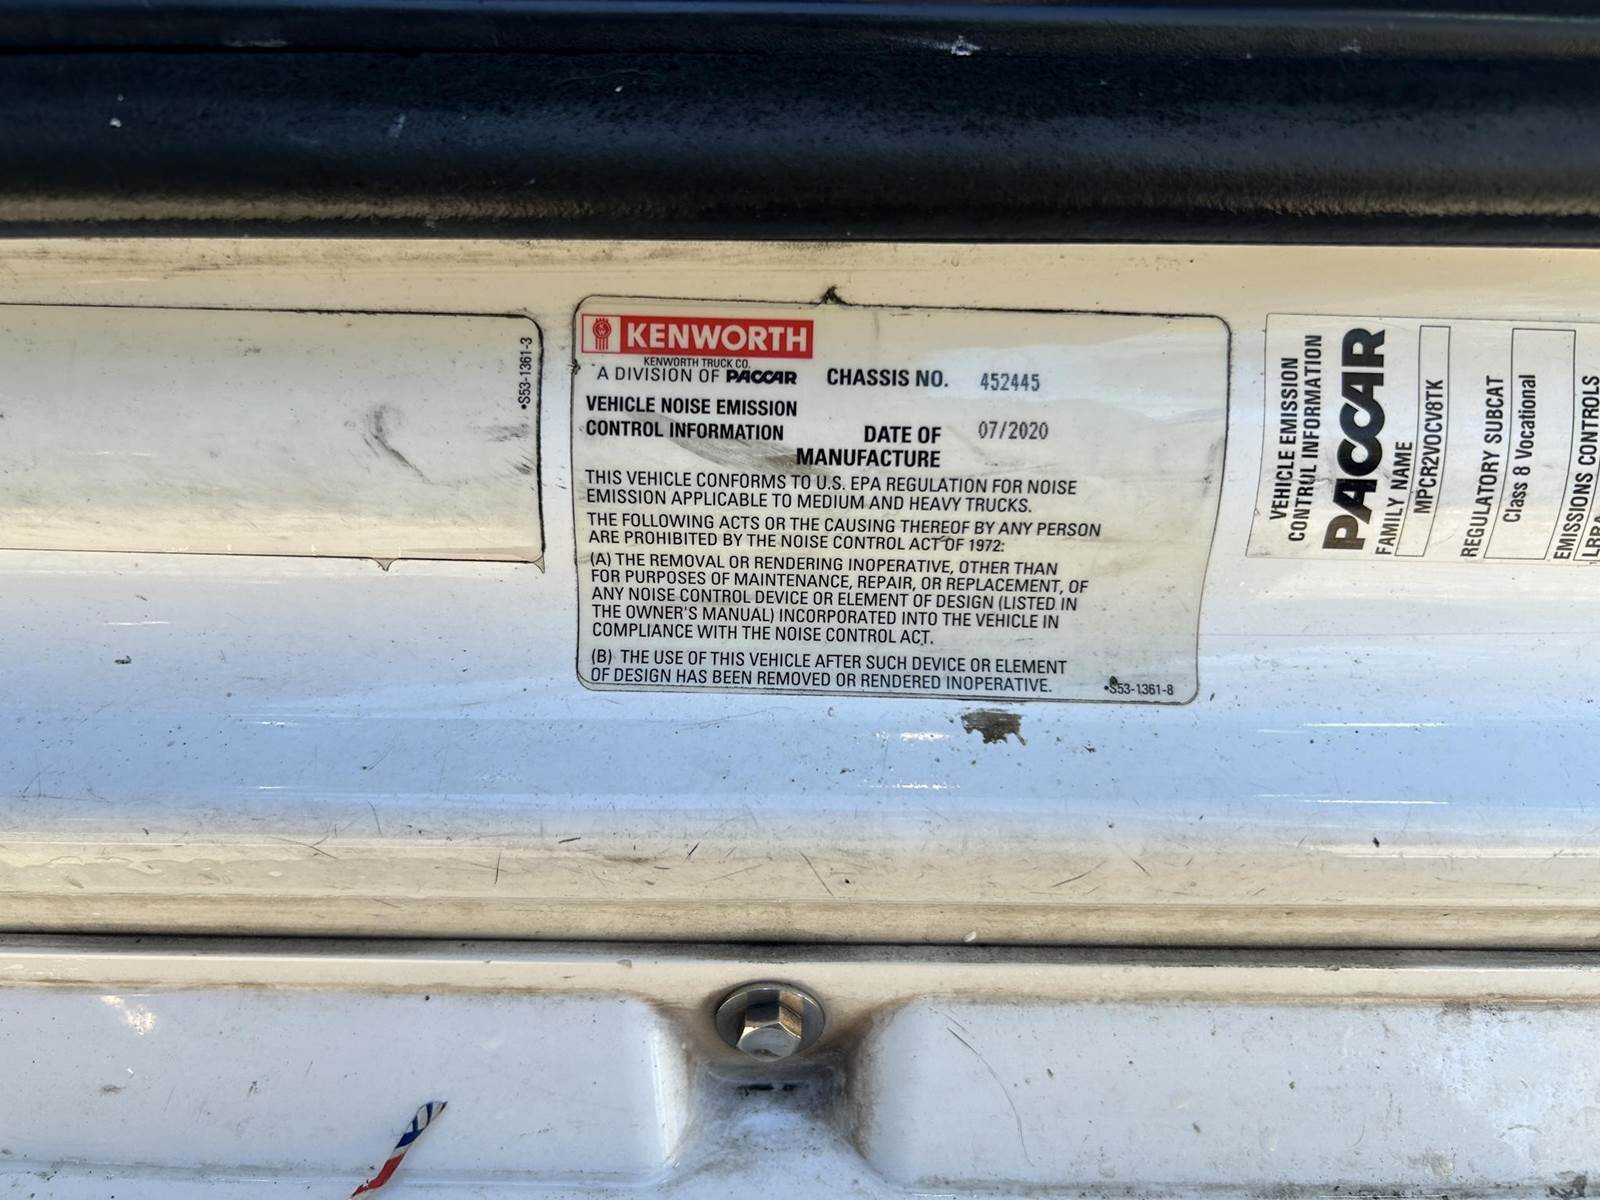 •S53-1361-3
KENWORTH
KENWORTH TRUCK CO.
A DIVISION OF PACCAR
CHASSIS NO. 452445
VEHICLE NOISE EMISSION
CONTROL INFORMATION
DATE OF
MANUFACTURE
07/2020
THIS VEHICLE CONFORMS TO U.S. EPA REGULATION FOR NOISE
EMISSION APPLICABLE TO MEDIUM AND HEAVY TRUCKS.
THE FOLLOWING ACTS OR THE CAUSING THEREOF BY ANY PERSON
ARE PROHIBITED BY THE NOISE CONTROL ACT OF 1972:
(A) THE REMOVAL OR RENDERING INOPERATIVE, OTHER THAN
FOR PURPOSES OF MAINTENANCE, REPAIR, OR REPLACEMENT, OF
ANY NOISE CONTROL DEVICE OR ELEMENT OF DESIGN (LISTED IN
THE OWNER'S MANUAL) INCORPORATED INTO THE VEHICLE IN
COMPLIANCE WITH THE NOISE CONTROL ACT.
(B) THE USE OF THIS VEHICLE AFTER SUCH DEVICE OR ELEMENT
OF DESIGN HAS BEEN REMOVED OR RENDERED INOPERATIVE.
•S53-1361-8
VEHICLE EMISSION
CONTROL INFORMATION
PACCAR
FAMILY NAME
MPCR2VOCV8TK
REGULATORY SUBCAT
Class 8 Vocational
EMISSIONS CONTROLS